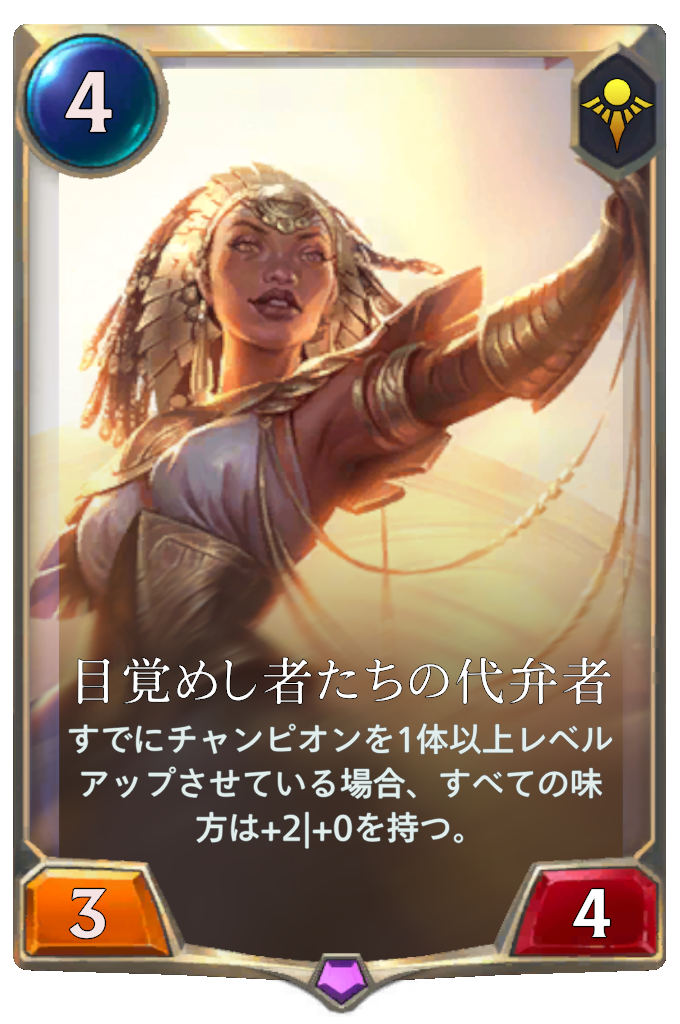 4
目覚めし者たちの代弁者
すでにチャンピオンを1体以上レベル
アップさせている場合、すべての味
方は+2|+0を持つ。
3
4